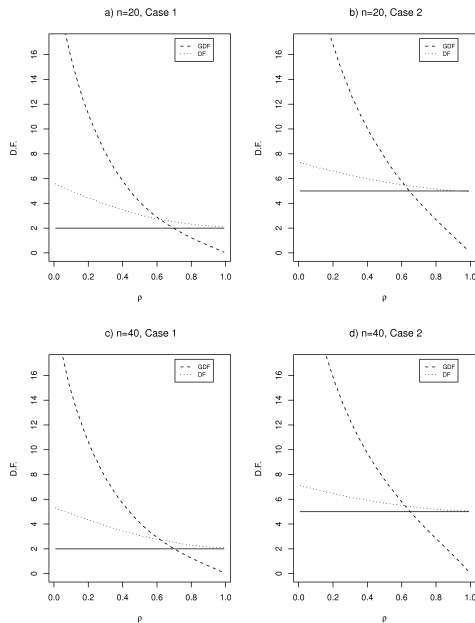 a) n=20, Case 1
GDF
DF
D.F.
0 2 4 6 8 10 12 14 16
0.0 0.2 0.4 0.6 0.8 1.0
ρ
b) n=20, Case 2
GDF
DF
D.F.
0 2 4 6 8 10 12 14 16
0.0 0.2 0.4 0.6 0.8 1.0
ρ
c) n=40, Case 1
GDF
DF
D.F.
0 2 4 6 8 10 12 14 16
0.0 0.2 0.4 0.6 0.8 1.0
ρ
d) n=40, Case 2
GDF
DF
D.F.
0 2 4 6 8 10 12 14 16
0.0 0.2 0.4 0.6 0.8 1.0
ρ